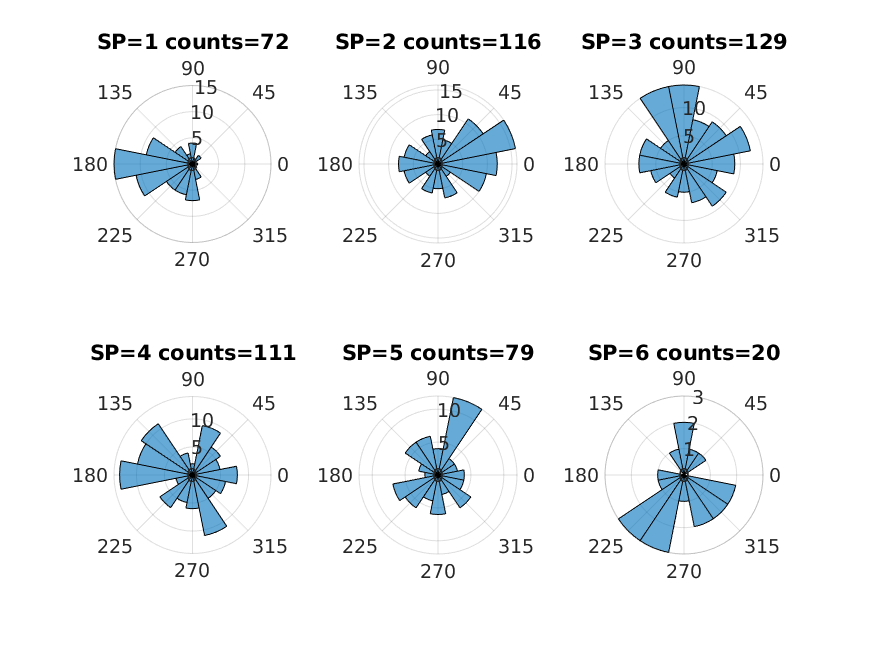 SP=1 counts=72 SP=2 counts=116 SP=3 counts=129
90 90 90
135 15 45 135 15 45 135 45
10 10 10
5 5 5
180 0 180 0 180 0
225 315 225 315 225 315
270 270 270
SP=4 counts=111 SP=5 counts=79 SP=6 counts=20
90 90 90
135 45 135 45 135 3 45
10 10 2
5 5 1
180 0 180 0 180 0
225 315 225 315 225 315
270 270 270